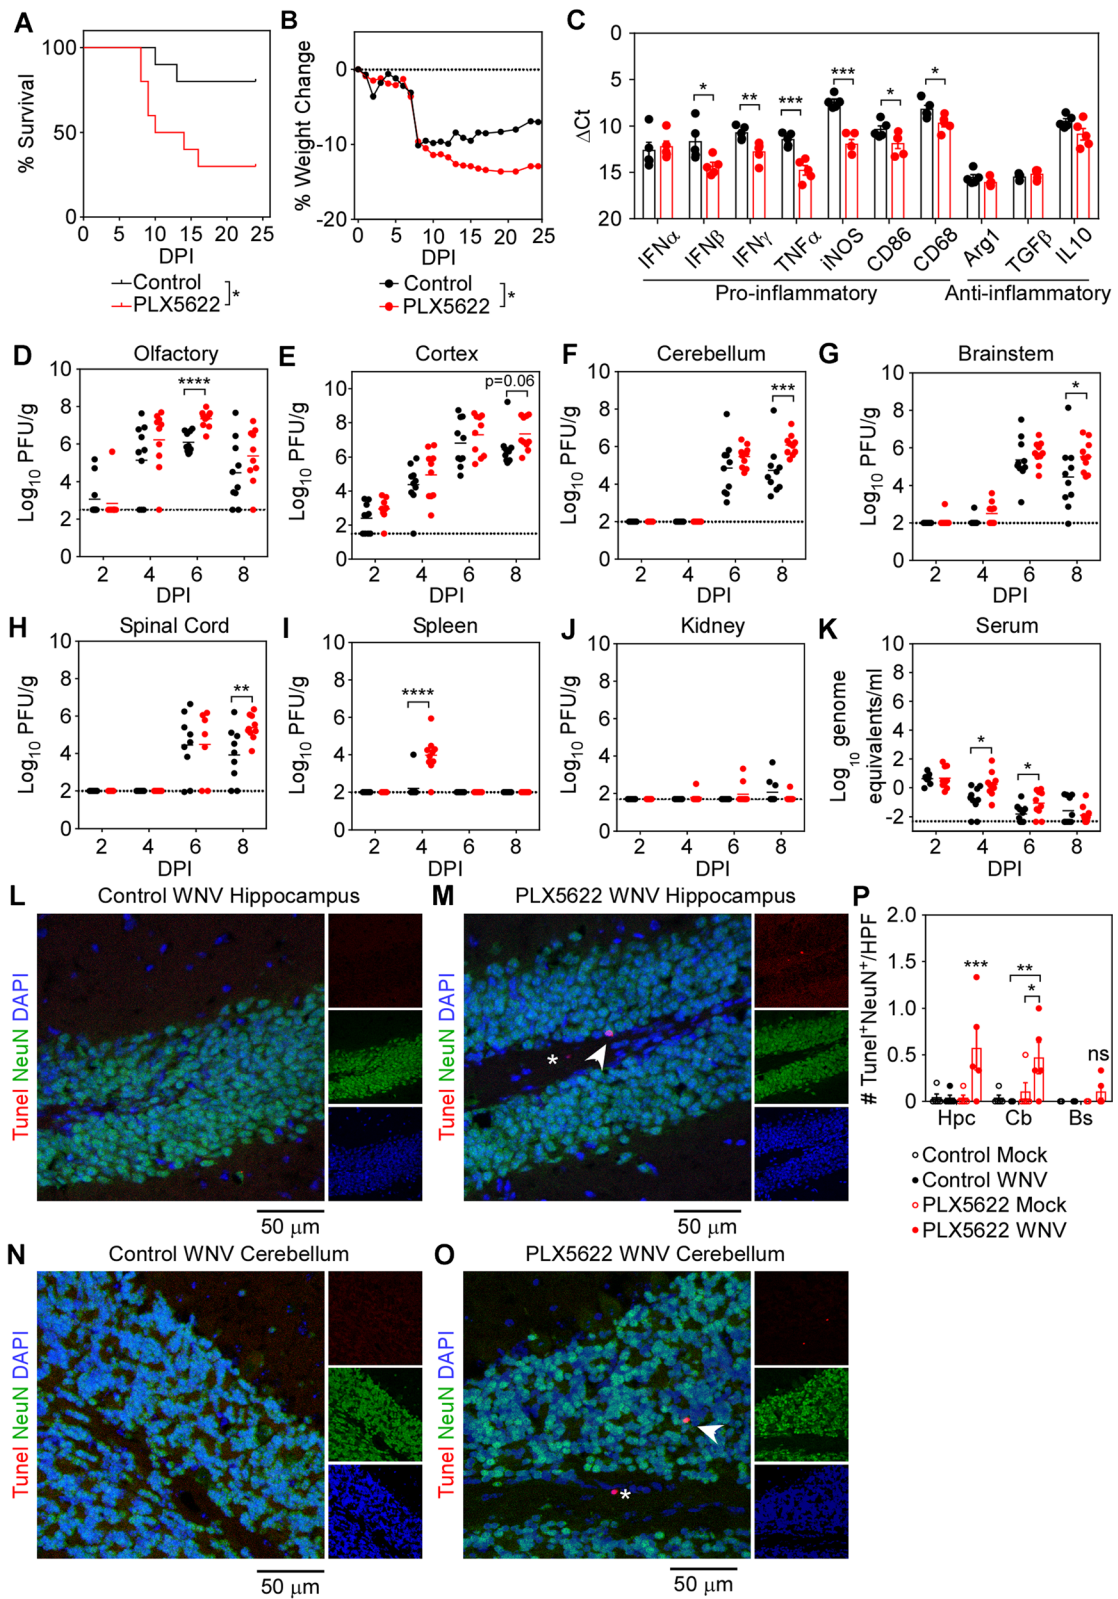 A
% Survival
100
50
0
0 5 10 15 20 25
DPI
Control
PLX5622
*
B
% Weight Change
0
-10
-20
0 5 10 15 20 25
DPI
Control
PLX5622
*
C
ΔCt
0
5
10
15
20
* ** *** *** * *
IFNα IFNβ IFNγ TNFα iNOS CD86 CD68 Arg1 TGFβ IL10
Pro-inflammatory Anti-inflammatory
D
Olfactory
Log10 PFU/g
10
8
6
4
2
0
****
2 4 6 8
DPI
E
Cortex
Log10 PFU/g
10
8
6
4
2
0
p=0.06
2 4 6 8
DPI
F
Cerebellum
Log10 PFU/g
10
8
6
4
2
0
***
2 4 6 8
DPI
G
Brainstem
Log10 PFU/g
10
8
6
4
2
0
*
2 4 6 8
DPI
H
Spinal Cord
Log10 PFU/g
10
8
6
4
2
0
**
2 4 6 8
DPI
I
Spleen
Log10 PFU/g
10
8
6
4
2
0
****
2 4 6 8
DPI
J
Kidney
Log10 PFU/g
10
8
6
4
2
0
2 4 6 8
DPI
K
Serum
Log10 genome
equivalents/ml
10
8
6
4
2
0
-2
* *
2 4 6 8
DPI
L
Control WNV Hippocampus
Tunel NeuN DAPI
50 μm
M
PLX5622 WNV Hippocampus
Tunel NeuN DAPI
*
50 μm
P
# Tunel+NeuN+/HPF
2.0
1.5
1.0
0.5
0
*** ** * ns
Hpc Cb Bs
Control Mock
Control WNV
PLX5622 Mock
PLX5622 WNV
N
Control WNV Cerebellum
Tunel NeuN DAPI
50 μm
O
PLX5622 WNV Cerebellum
Tunel NeuN DAPI
*
50 μm